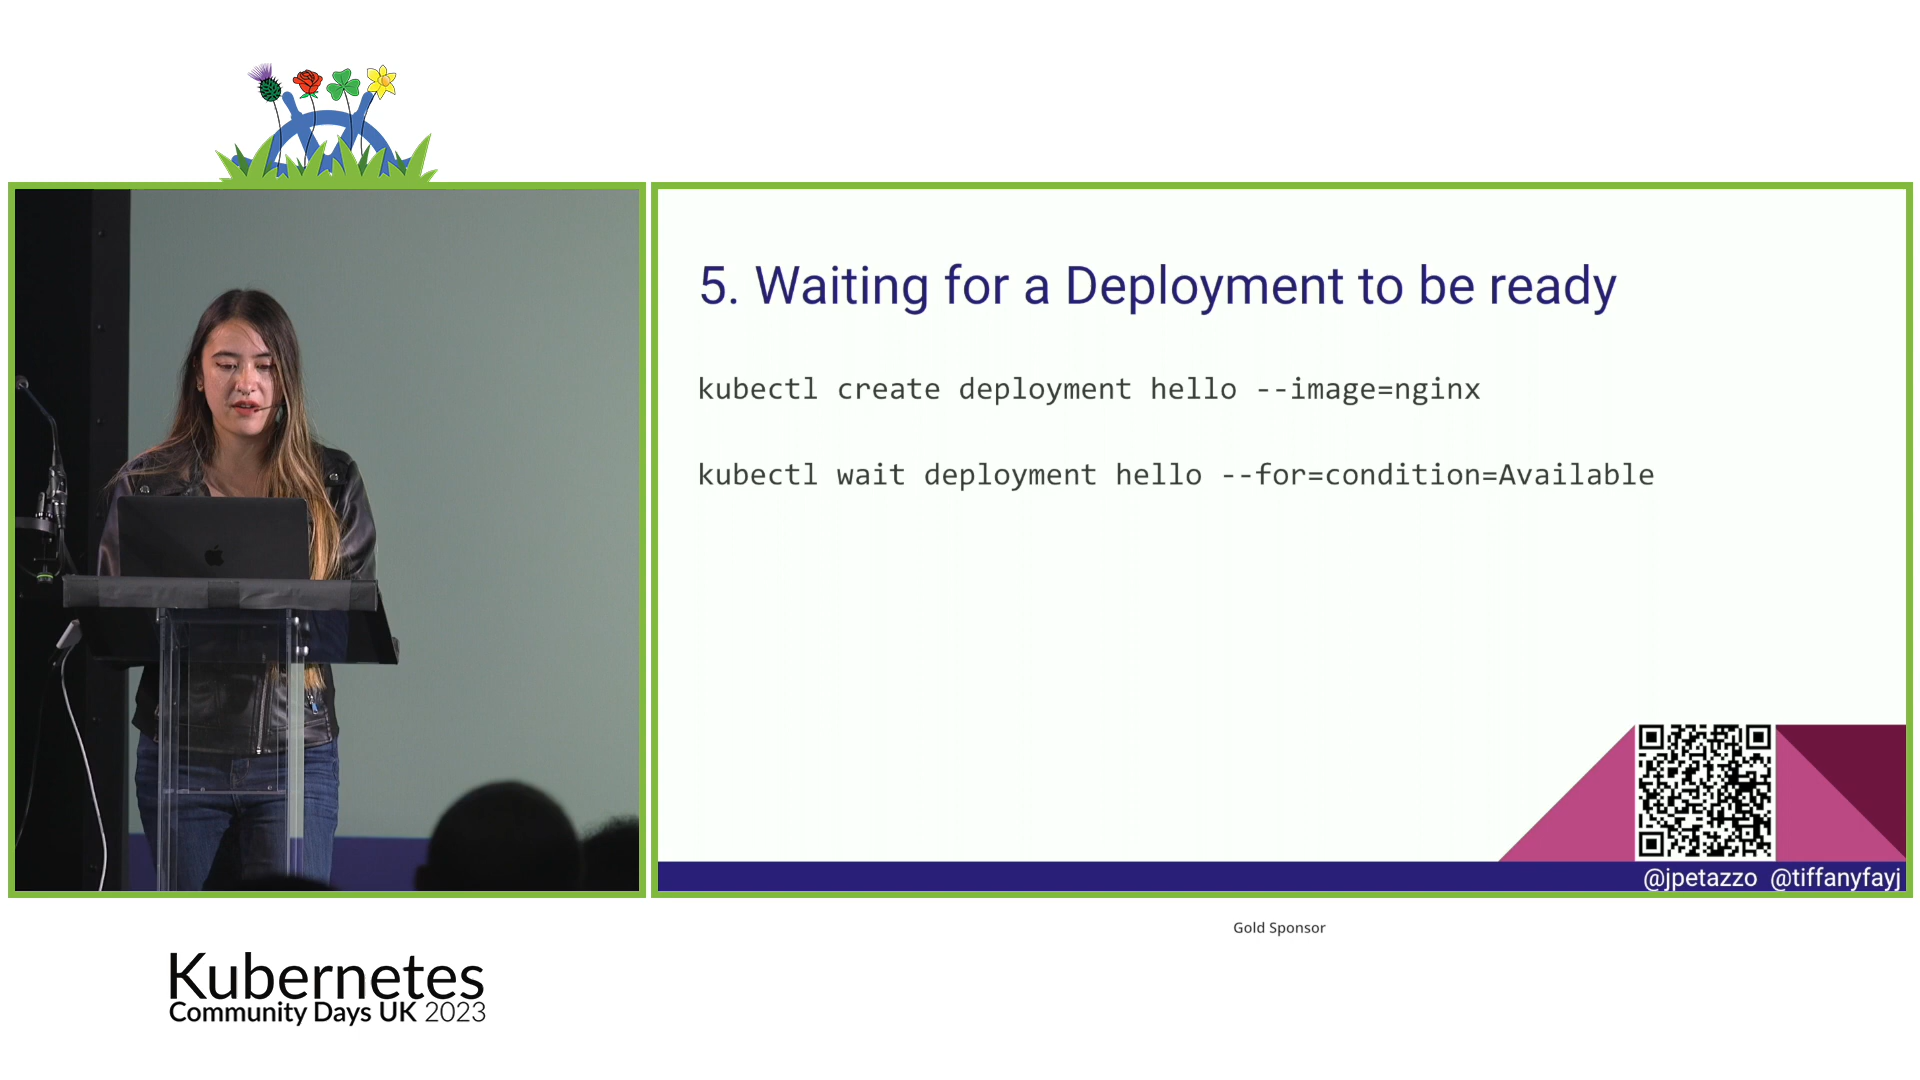 5. Waiting for a Deployment to be ready
kubectl create deployment hello --image=nginx
kubectl wait deployment hello --for=condition=Available
@jpetazzo @tiffanyfayj
Gold Sponsor
Kubernetes
Community Days UK 2023